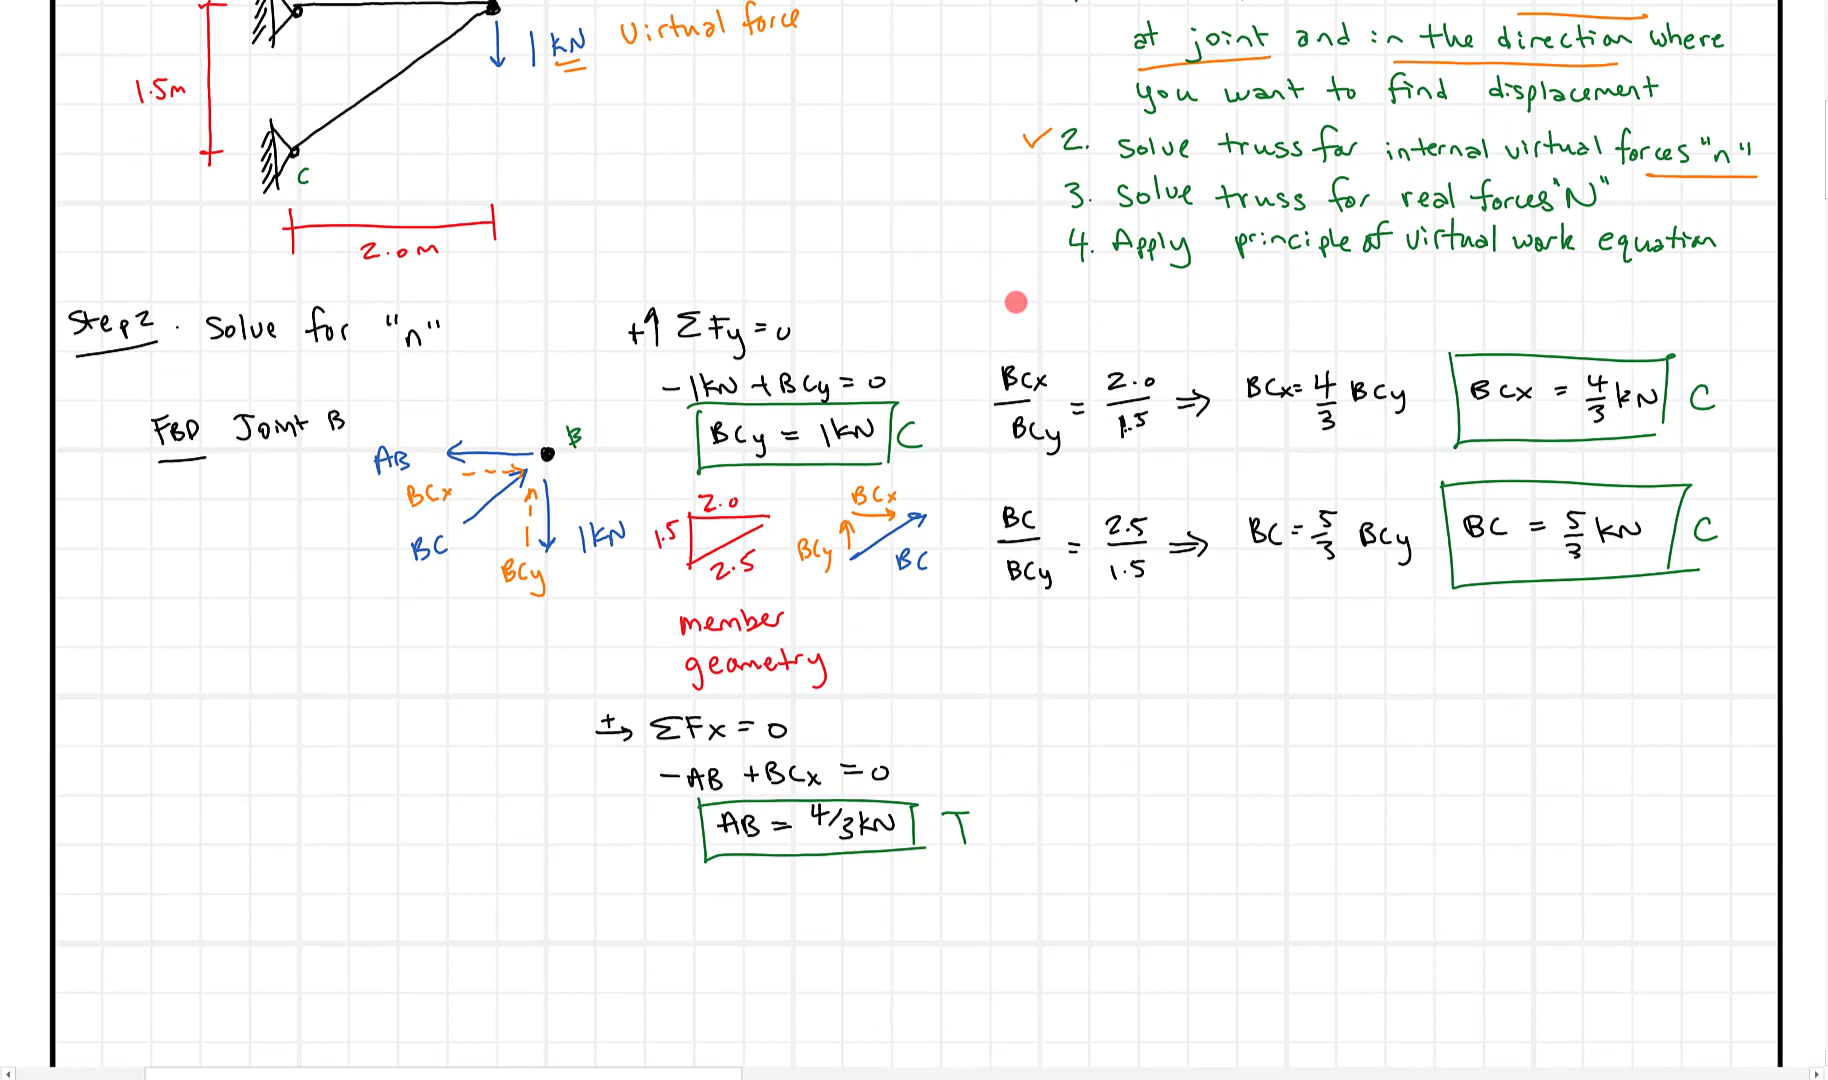 1 kN Virtual force
1.5m
C
2.0m
at joint and in the direction where
you want to find displacement
✓ 2. Solve truss for internal virtual forces "n"
3. Solve truss for real forces "N"
4. Apply principle of virtual work equation
Step 2. Solve for "n"
FBD Joint B
AB
B
BCx
BC
BCy
1kN
+↑ ΣFy = 0
-1kN + BCy = 0
BCy = 1kN C
2.0
1.5
2.5
BCx
BCy
BC
member
geometry
BCx/BCy = 2.0/1.5 ⇒ BCx = 4/3 BCy
BCx = 4/3 kN C
BC/BCy = 2.5/1.5 ⇒ BC = 5/3 BCy
BC = 5/3 kN C
+→ ΣFx = 0
-AB + BCx = 0
AB = 4/3 kN T